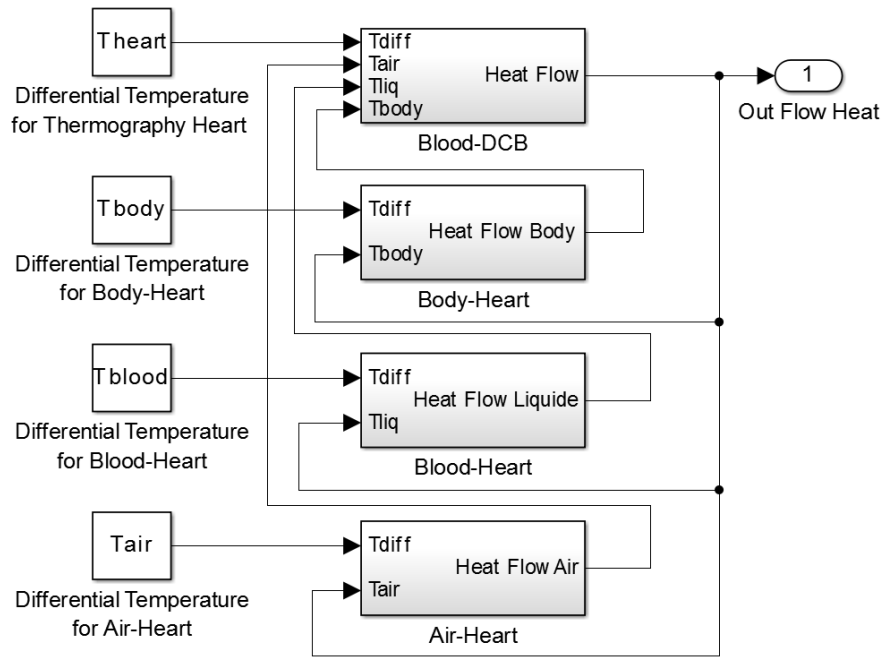 Theart
Tdiff
Tair
Tliq
Tbody
Heat Flow
1
Differential Temperature
for Thermography Heart
Blood-DCB
Out Flow Heat
Tbody
Tdiff
Tbody
Heat Flow Body
Differential Temperature
for Body-Heart
Body-Heart
Tblood
Tdiff
Tliq
Heat Flow Liquide
Differential Temperature
for Blood-Heart
Blood-Heart
Tair
Tdiff
Tair
Heat Flow Air
Differential Temperature
for Air-Heart
Air-Heart